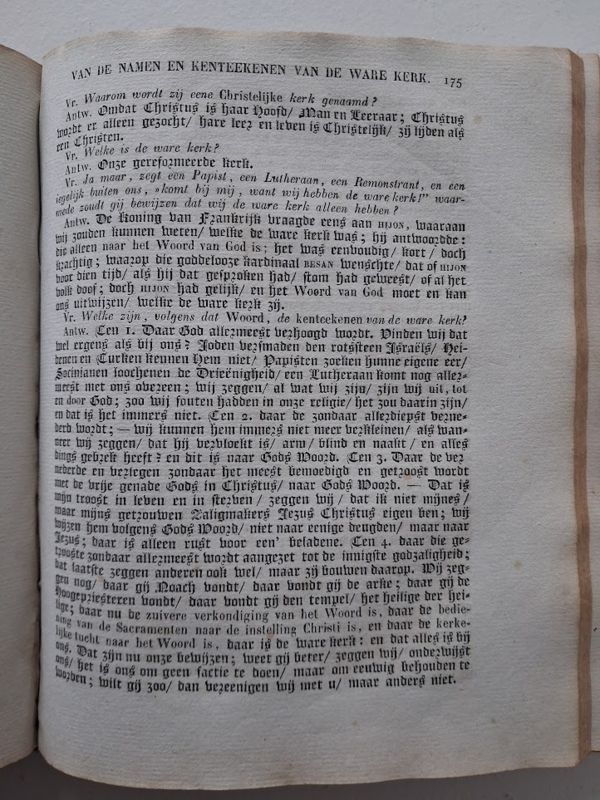 VAN DE NAMEN EN KENTEEKENEN VAN DE WARE KERK. 175
Vr. Waarom wordt zij eene Christelijke kerk genaamd?
Antw. Omdat Christus is haar Hoofd/ Man en Leeraar; Christus
wordt er alleen gezocht/ hare leer en leven is Christelijk/ zij lijden als
een Christen.
Vr. Welke is de ware kerk?
Antw. Onze gereformeerde kerk.
Vr. Ja maar, zegt een Papist, een Lutheraan, een Remonstrant, en een
iegelijk buiten ons, »komt bij mij, want wij hebben de ware kerk!" waar-
mede zoudt gij bewijzen dat wij de ware kerk alleen hebben?
Antw. De Koning van Frankrijk vraagde eens aan HIJON, waaraan
wij zouden kunnen weten/ welke de ware kerk was; hij antwoordde:
die alleen naar het Woord van God is; het was eenvoudig/ kort/ doch
krachtig; waarop die goddelooze kardinaal BESAN wenschte/ dat of HIJON
voor dien tijd/ als hij dat gesproken had/ stom had geweest/ of al het
volk doof; doch HIJON had gelijk/ en het Woord van God moet en kan
ons uitwijzen/ welke de ware kerk zij.
Vr. Welke zijn, volgens dat Woord, de kenteekenen van de ware kerk?
Antw. Een 1. Daar God allermeest verhoogd wordt. Vinden wij dat
wel ergens als bij ons? Joden versmaden den rotssteen Israëls/ Hei-
denen en Turken kennen Hem niet/ Papisten zoeken hunne eigene eer/
Socinianen loochenen de Drieënigheid/ een Lutheraan komt nog aller-
meest met ons overeen; wij zeggen/ al wat wij zijn/ zijn wij uit, tot
en door God; zoo wij fouten hadden in onze religie/ het zou daarin zijn/
en dat is het immers niet. Een 2. daar de zondaar allerdiepst verne-
derd wordt; — wij kunnen hem immers niet meer verkleinen/ als wan-
neer wij zeggen/ dat hij vervloekt is/ arm/ blind en naakt/ en alles
dings gebrek heeft? en dit is naar Gods Woord. Een 3. Daar de ver
nederde en verlegen zondaar het meest bemoedigd en getroost wordt
met de vrije genade Gods in Christus/ naar Gods Woord. — Dat is
mijn troost in leven en in sterven/ zeggen wij/ dat ik niet mijnes/
maar mijns getrouwen Zaligmakers Jezus Christus eigen ben; wij
wijzen hem volgens Gods Woord/ niet naar eenige deugden/ maar naar
Jezus; daar is alleen rust voor een' beladene. Een 4. daar die ge-
trooste zondaar allermeest wordt aangezet tot de innigste godzaligheid;
dat laatste zeggen anderen ook wel/ maar zij bouwen daarop. Wij zeg-
gen nog/ daar gij Noach vondt/ daar vondt gij de arke; daar gij de
Hoogepriesteren vondt/ daar vondt gij den tempel/ het heilige der hei-
lige; daar nu de zuivere verkondiging van het Woord is, daar de bedie-
ning van de Sacramenten naar de instelling Christi is, en daar de kerke-
lijke tucht naar het Woord is, daar is de ware kerk: en dat alles is bij
ons. Dat zijn nu onze bewijzen; weet gij beter/ zeggen wij/ onderwijst
ons/ het is ons om geen factie te doen/ maar om eeuwig behouden te
worden; wilt gij zoo/ dan vereenigen wij met u/ maar anders niet.